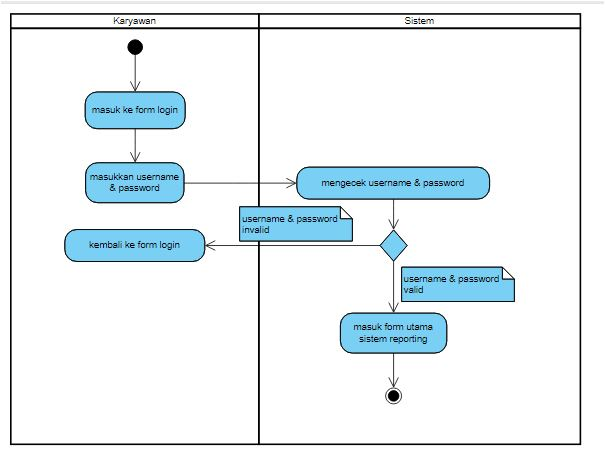 Karyawan
Sistem
masuk ke form login
masukkan username
& password
mengecek username & password
username & password
invalid
kembali ke form login
username & password
valid
masuk form utama
sistem reporting